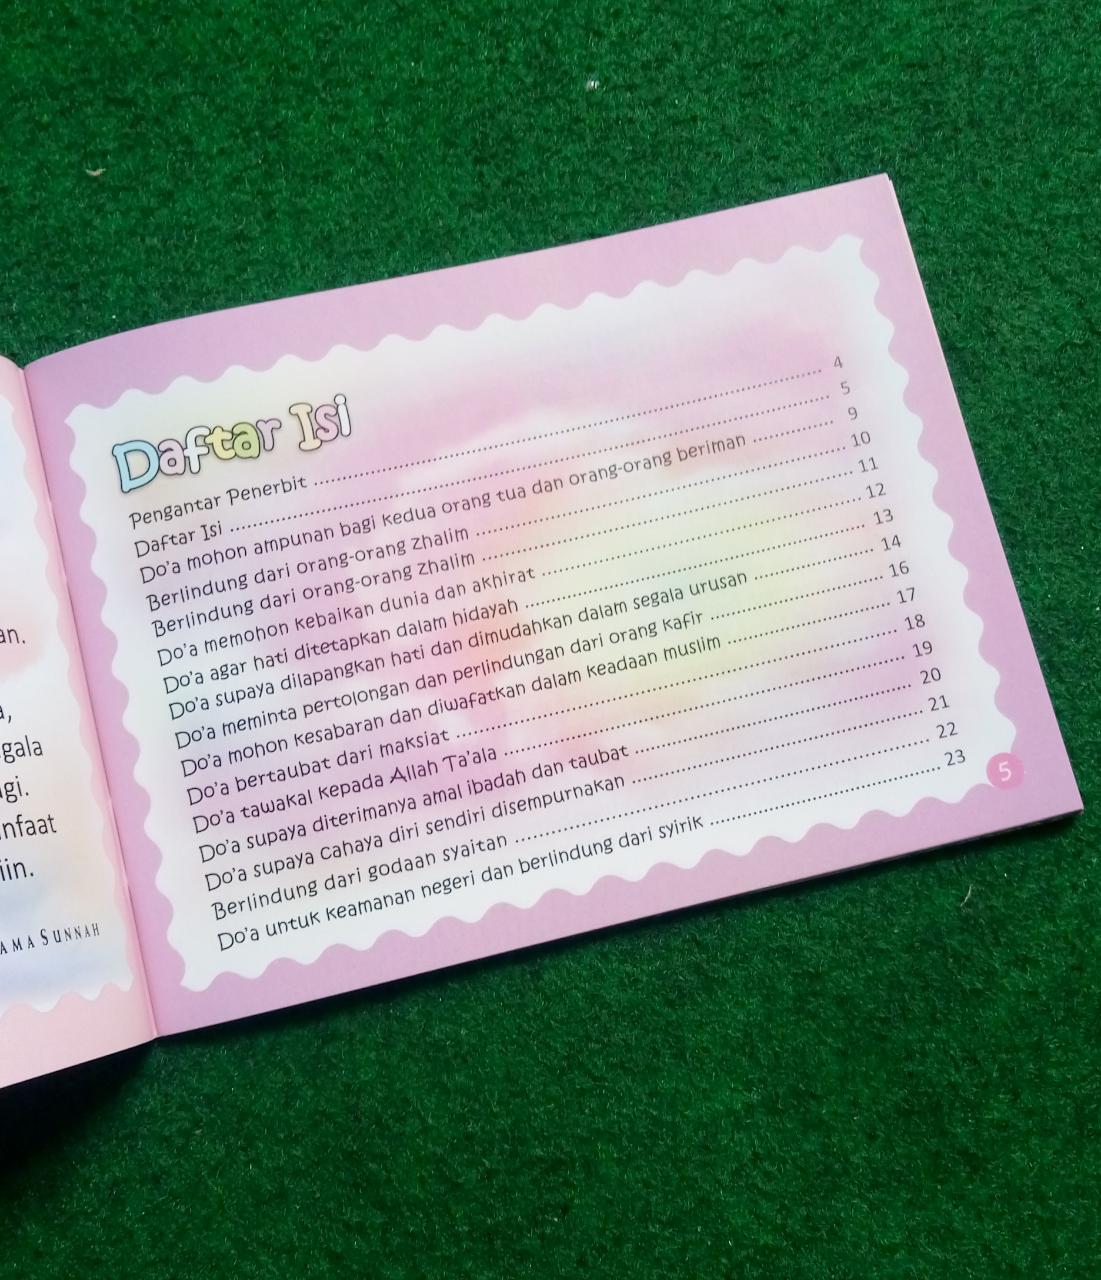 an.
a,
gala
gi.
nfaat
iin.
AMA SUNNAH
Daftar Isi
Pengantar Penerbit 4
Daftar Isi 5
Do'a mohon ampunan bagi kedua orang tua dan orang-orang beriman 9
Berlindung dari orang-orang zhalim 10
Berlindung dari orang-orang zhalim 11
Do'a memohon kebaikan dunia dan akhirat 12
Do'a agar hati ditetapkan dalam hidayah 13
Do'a supaya dilapangkan hati dan dimudahkan dalam segala urusan 14
Do'a meminta pertolongan dan perlindungan dari orang kafir 16
Do'a mohon kesabaran dan diwafatkan dalam keadaan muslim 17
Do'a bertaubat dari maksiat 18
Do'a tawakal kepada Allah Ta'ala 19
Do'a supaya diterimanya amal ibadah dan taubat 20
Do'a supaya cahaya diri sendiri disempurnakan 21
Berlindung dari godaan syaitan 22
Do'a untuk keamanan negeri dan berlindung dari syirik 23
5